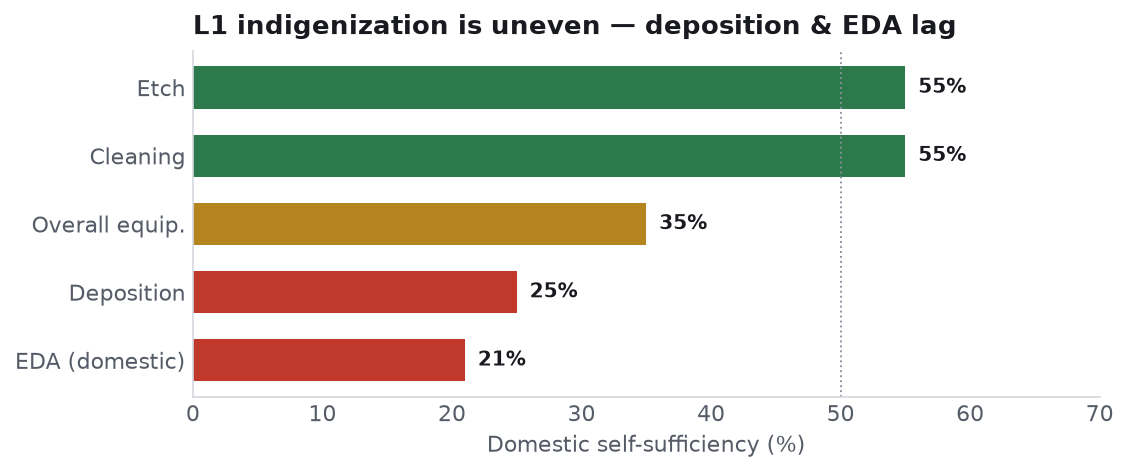 L1 indigenization is uneven — deposition & EDA lag
Etch
55%
Cleaning
55%
Overall equip.
35%
Deposition
25%
EDA (domestic)
21%
0 10 20 30 40 50 60 70
Domestic self-sufficiency (%)